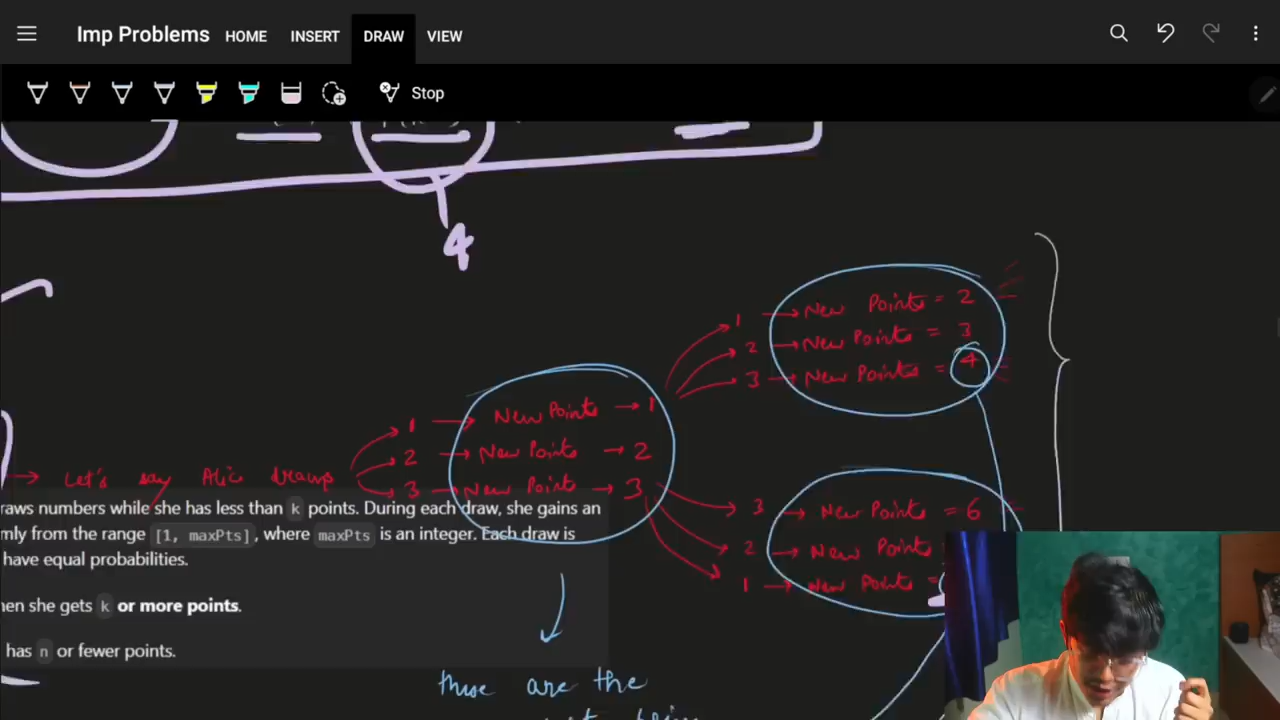 Imp Problems HOME INSERT DRAW VIEW
Stop
4
1 → New Points = 2
2 → New Points = 3
3 → New Points = 4
1 → New Points → 1
2 → New Points → 2
3 → New Points → 3
→ Let's say Alic draws
raws numbers while she has less than k points. During each draw, she gains an
mly from the range [1, maxPts], where maxPts is an integer. Each draw is
have equal probabilities.
en she gets k or more points.
has n or fewer points.
3 → New Points = 6
2 → New Points
1 → New Points =
these are the